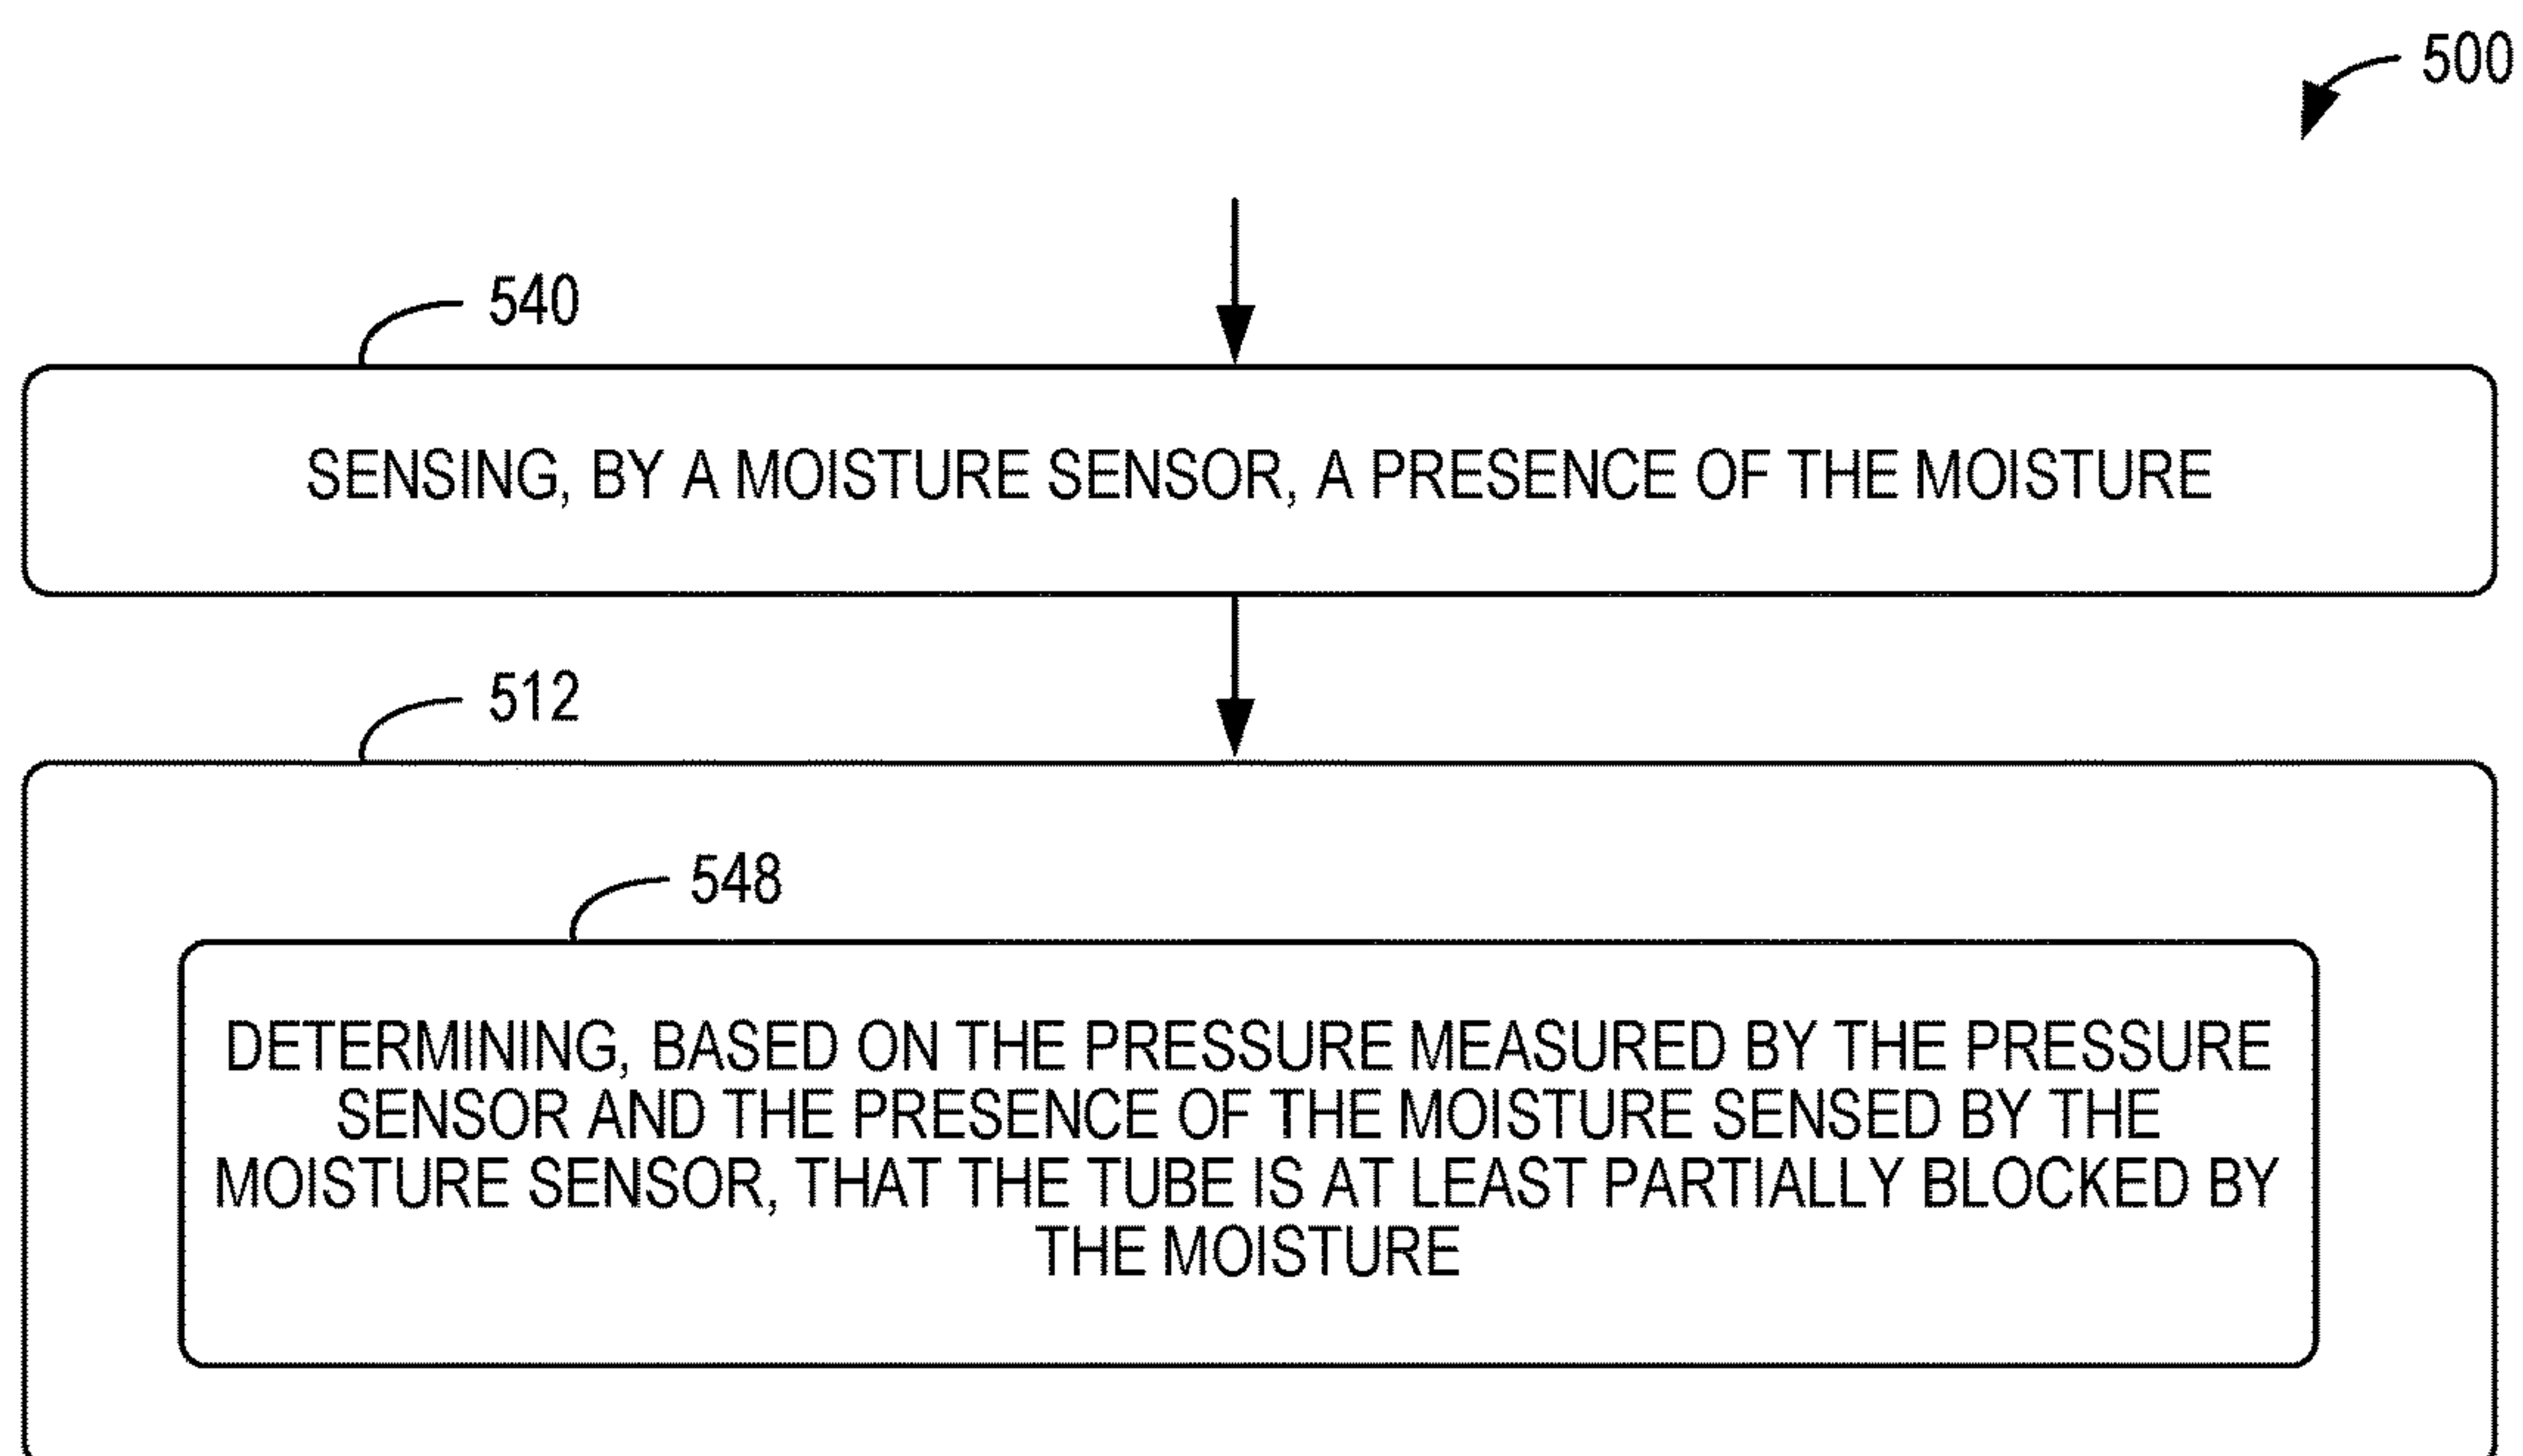 500
540
SENSING, BY A MOISTURE SENSOR, A PRESENCE OF THE MOISTURE
512
548
DETERMINING, BASED ON THE PRESSURE MEASURED BY THE PRESSURE
SENSOR AND THE PRESENCE OF THE MOISTURE SENSED BY THE
MOISTURE SENSOR, THAT THE TUBE IS AT LEAST PARTIALLY BLOCKED BY
THE MOISTURE